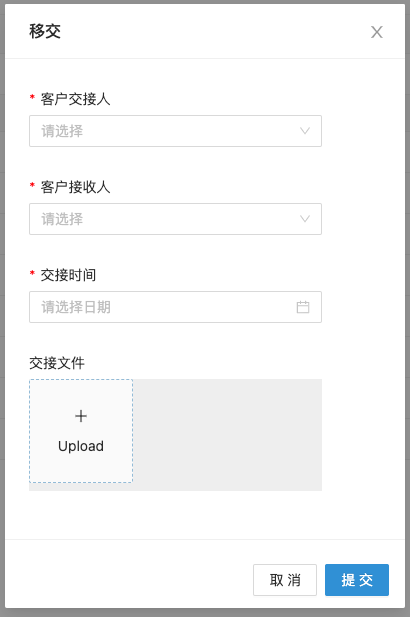 移交
* 客户交接人
请选择
* 客户接收人
请选择
* 交接时间
请选择日期
交接文件
Upload
取 消
提 交